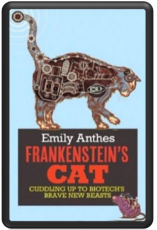 Emily Anthes
FRANKENSTEIN'S
CAT
CUDDLING UP TO BIOTECH'S
BRAVE NEW BEASTS